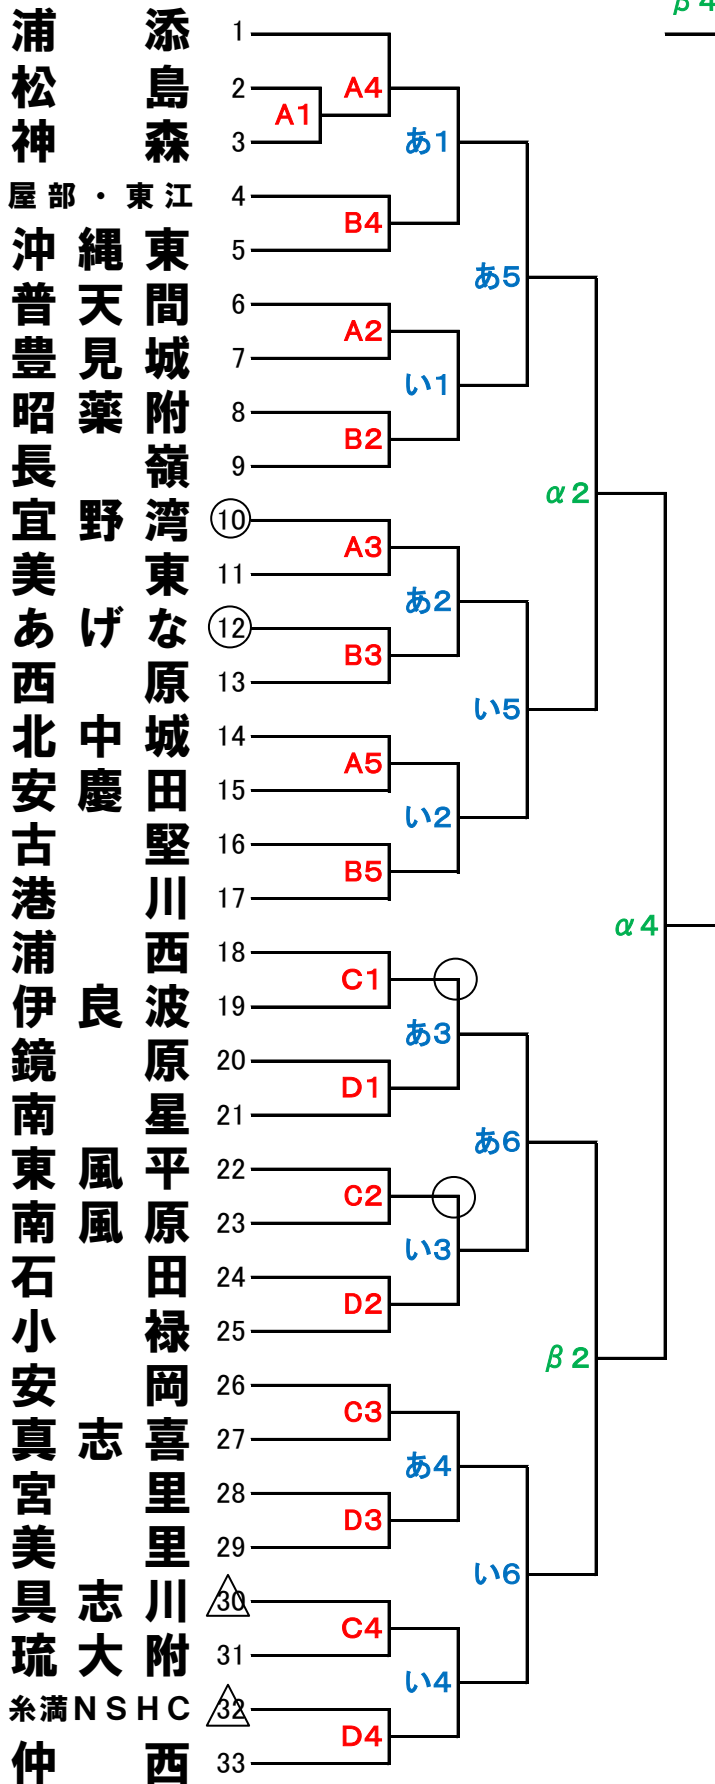 β4
浦添 1
A4
松島 2
A1
神森 3
あ1
屋部・東江 4
B4
沖縄東 5
あ5
普天間 6
A2
豊見城 7
い1
昭薬附 8
B2
長嶺 9
α2
宜野湾 10
A3
美東 11
あ2
あげな 12
B3
西原 13
い5
北中城 14
A5
安慶田 15
い2
古堅 16
B5
港川 17
α4
浦西 18
C1
伊良波 19
あ3
鏡原 20
D1
南星 21
あ6
東風平 22
C2
南風原 23
い3
石田 24
D2
小禄 25
β2
安岡 26
C3
真志喜 27
あ4
宮里 28
D3
美里 29
い6
具志川 30
C4
琉大附 31
い4
糸満NSHC 32
D4
仲西 33